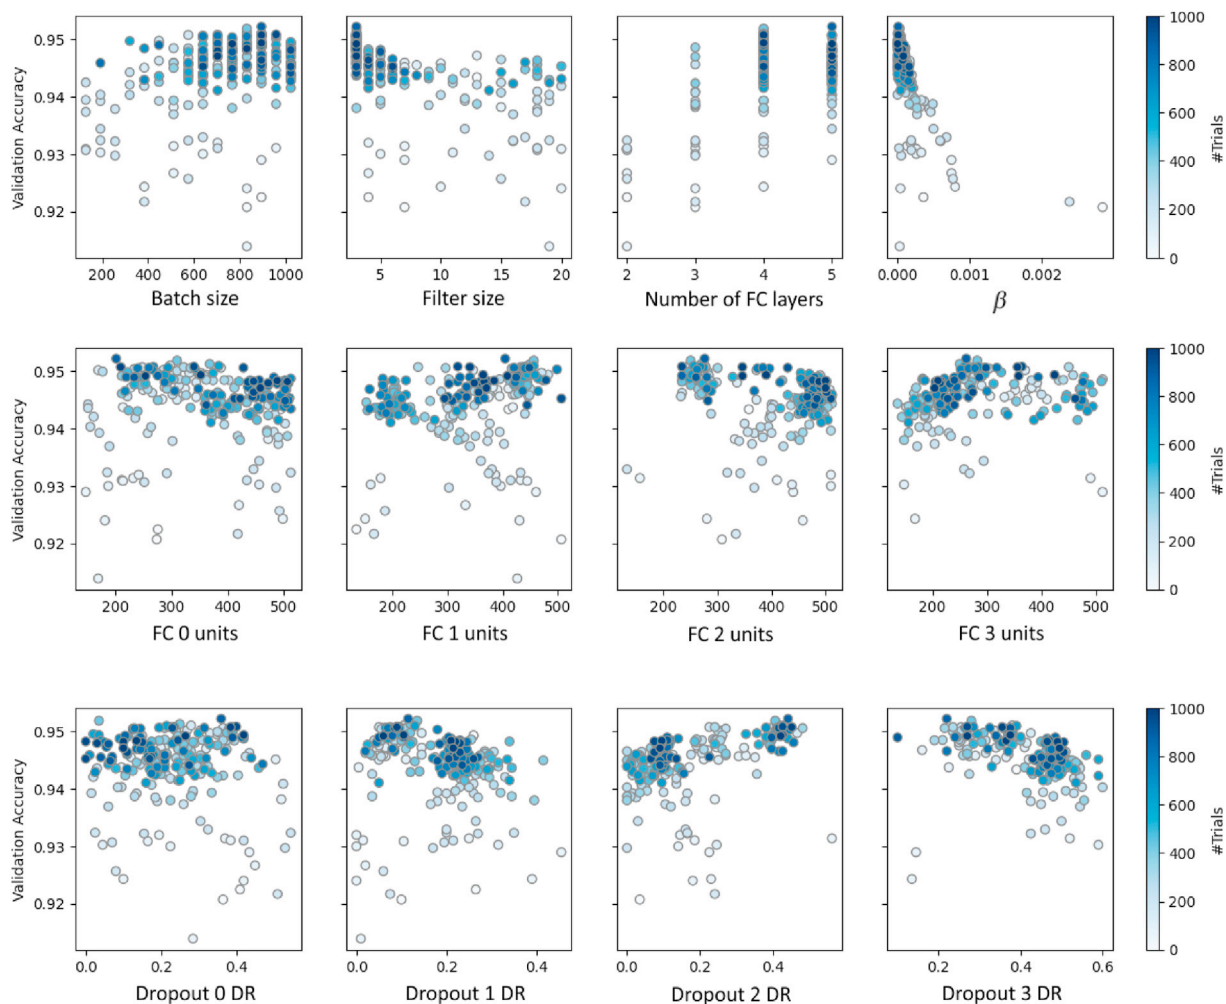 Validation Accuracy
0.95
0.94
0.93
0.92
200 400 600 800 1000
Batch size
5 10 15 20
Filter size
2 3 4 5
Number of FC layers
0.000 0.001 0.002
β
1000
800
600
400
200
0
#Trials
Validation Accuracy
0.95
0.94
0.93
0.92
200 300 400 500
FC 0 units
200 300 400 500
FC 1 units
200 300 400 500
FC 2 units
200 300 400 500
FC 3 units
1000
800
600
400
200
0
#Trials
Validation Accuracy
0.95
0.94
0.93
0.92
0.0 0.2 0.4
Dropout 0 DR
0.0 0.2 0.4
Dropout 1 DR
0.0 0.2 0.4
Dropout 2 DR
0.2 0.4 0.6
Dropout 3 DR
1000
800
600
400
200
0
#Trials